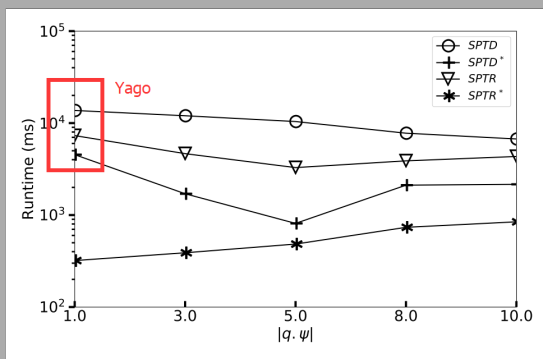 10^5
10^4
10^3
10^2
Runtime (ms)
Yago
SPTD
SPTD*
SPTR
SPTR*
1.0 3.0 5.0 8.0 10.0
|q.ψ|